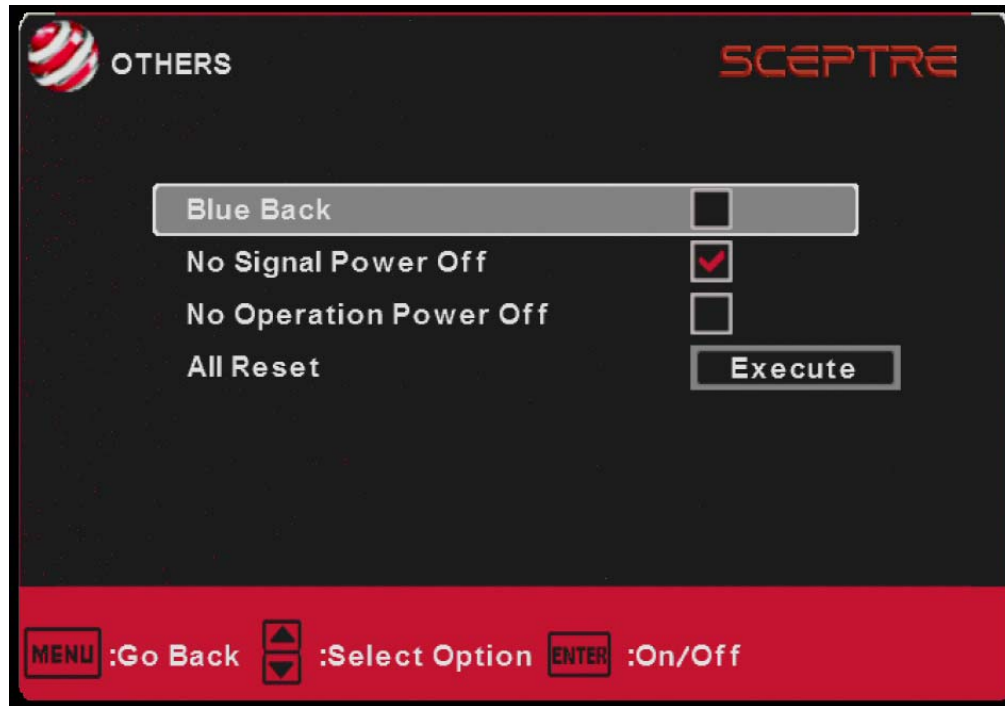 OTHERS
SCEPTRE
Blue Back
No Signal Power Off
No Operation Power Off
All Reset Execute
MENU :Go Back :Select Option ENTER :On/Off